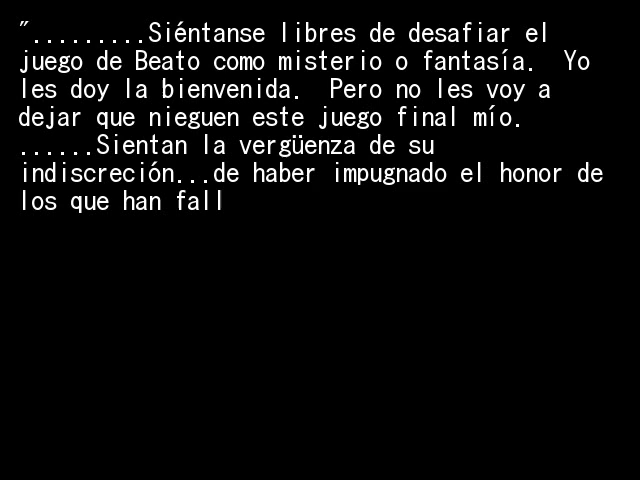 ".........Siéntanse libres de desafiar el
juego de Beato como misterio o fantasía.  Yo
les doy la bienvenida.  Pero no les voy a
dejar que nieguen este juego final mío.
......Sientan la vergüenza de su
indiscreción...de haber impugnado el honor de
los que han fall